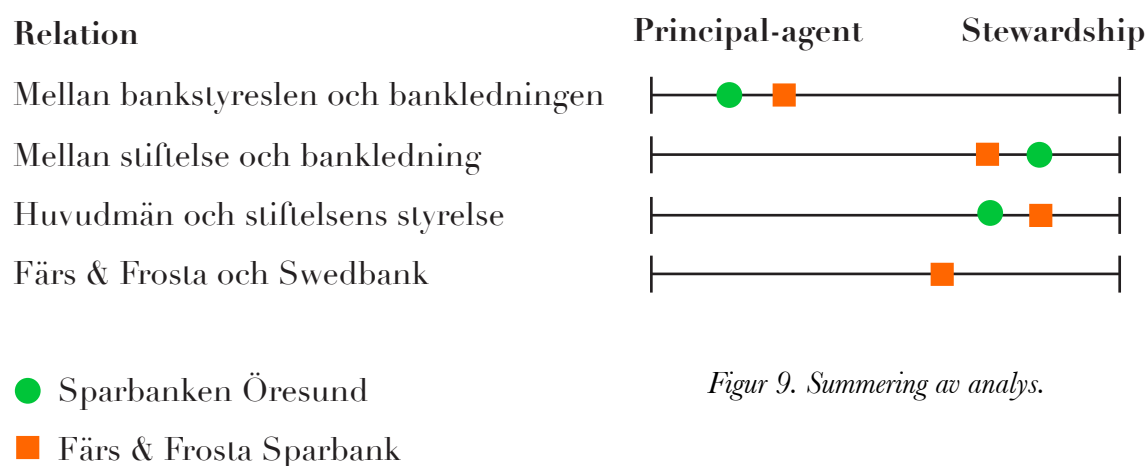 Relation Principal-agent Stewardship
Mellan bankstyreslen och bankledningen
Mellan stiftelse och bankledning
Huvudmän och stiftelsens styrelse
Färs & Frosta och Swedbank
Sparbanken Öresund
Figur 9. Summering av analys.
Färs & Frosta Sparbank